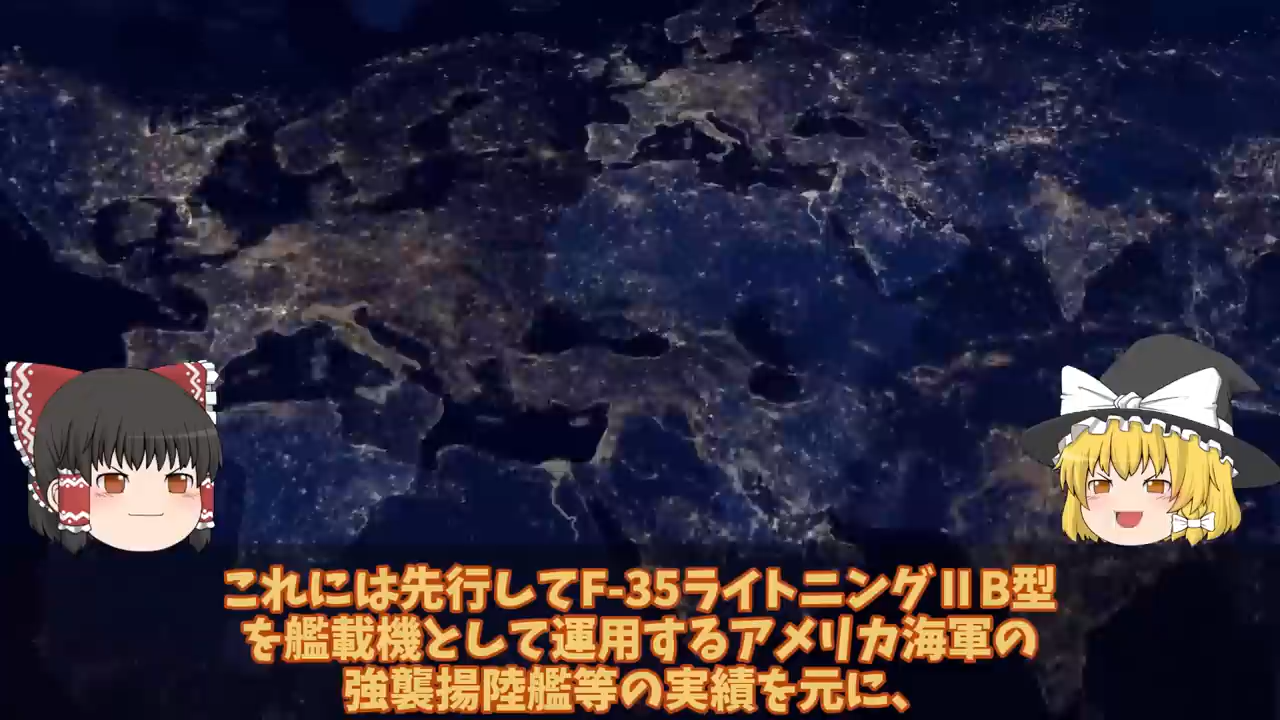 これには先行してF-35ライトニングⅡB型
を艦載機として運用するアメリカ海軍の
強襲揚陸艦等の実績を元に、